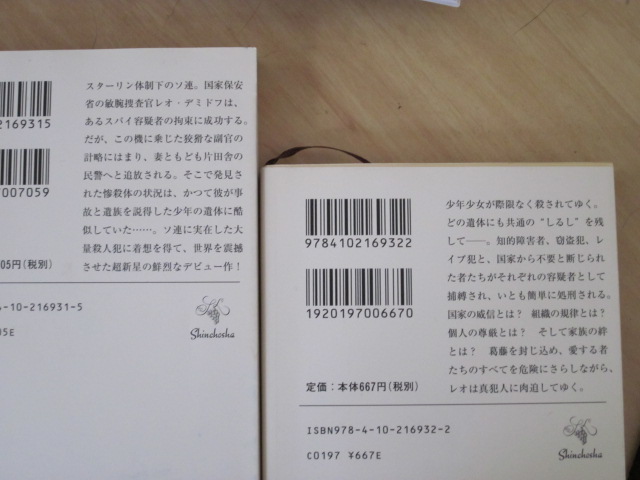 スターリン体制下のソ連。国家保安
省の敏腕捜査官レオ・デミドフは、
あるスパイ容疑者の拘束に成功する。
だが、この機に乗じた狡猾な副官の
計略にはまり、妻ともども片田舎の
民警へと追放される。そこで発見さ
れた惨殺体の状況は、かつて彼が事
故と遺族を説得した少年の遺体に酷
似していた……。ソ連に実在した大
量殺人犯に着想を得て、世界を震撼
させた超新星の鮮烈なデビュー作！
2169315
007059
05円(税別)
4-10-216931-5
05E
Shinchosha
少年少女が際限なく殺されてゆく。
どの遺体にも共通の“しるし”を残
して――。知的障害者、窃盗犯、レ
イプ犯と、国家から不要と断じられ
た者たちがそれぞれの容疑者として
捕縛され、いとも簡単に処刑される。
国家の威信とは？ 組織の規律とは？
個人の尊厳とは？ そして家族の絆
とは？ 葛藤を封じ込め、愛する者
たちのすべてを危険にさらしながら、
レオは真犯人に肉迫してゆく。
9784102169322
1920197006670
定価：本体667円(税別)
ISBN978-4-10-216932-2
C0197 ¥667E
Shinchosha